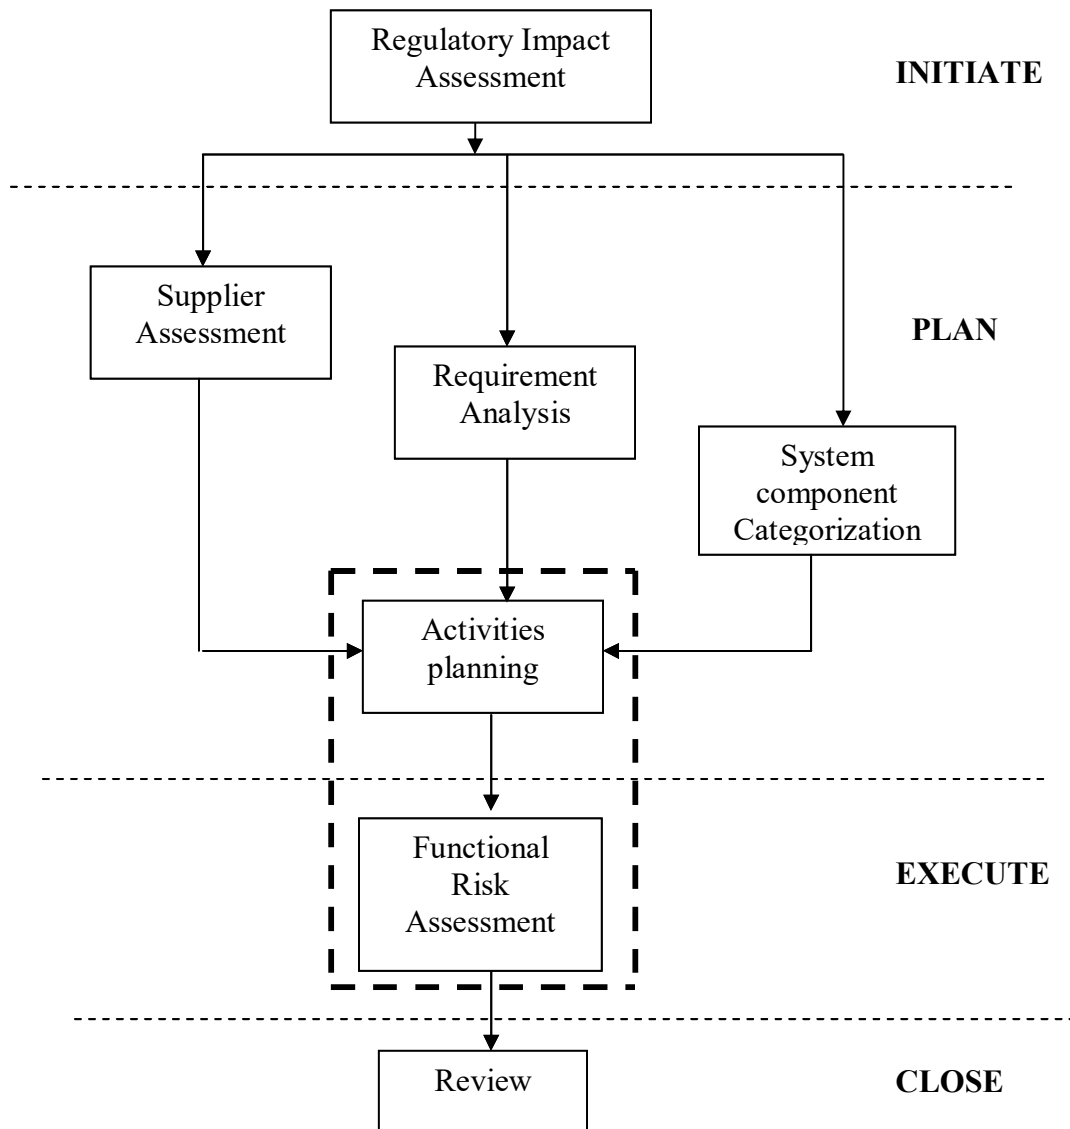 Regulatory Impact
Assessment
INITIATE
Supplier
Assessment
PLAN
Requirement
Analysis
System
component
Categorization
Activities
planning
Functional
Risk
Assessment
EXECUTE
Review
CLOSE